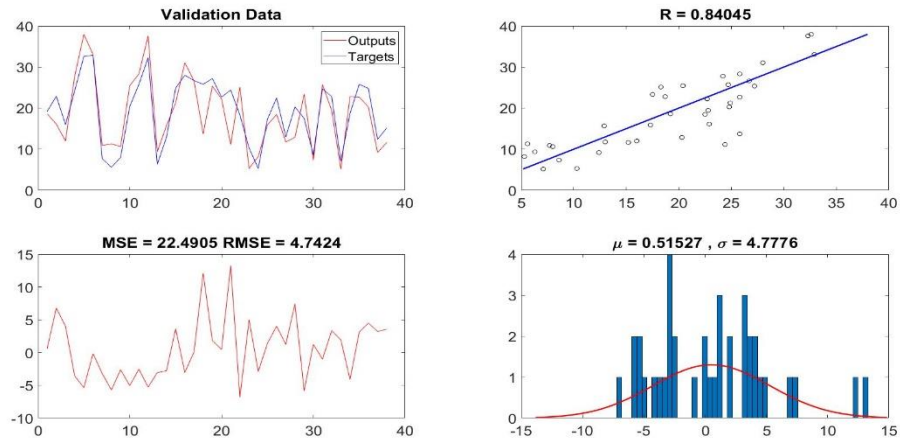 Validation Data
Outputs
Targets
40
30
20
10
0
0 10 20 30 40
R = 0.84045
40
30
20
10
0
5 10 15 20 25 30 35 40
MSE = 22.4905 RMSE = 4.7424
15
10
5
0
-5
-10
0 10 20 30 40
μ = 0.51527 , σ = 4.7776
4
3
2
1
0
-15 -10 -5 0 5 10 15